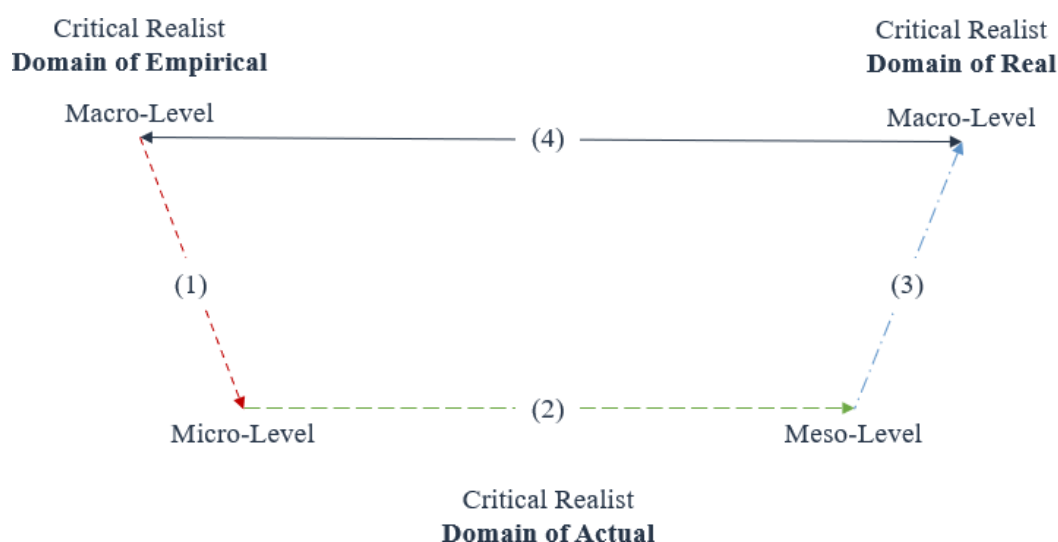 Critical Realist
Domain of Empirical
Critical Realist
Domain of Real
Macro-Level
Macro-Level
(4)
(1)
(3)
(2)
Micro-Level
Meso-Level
Critical Realist
Domain of Actual